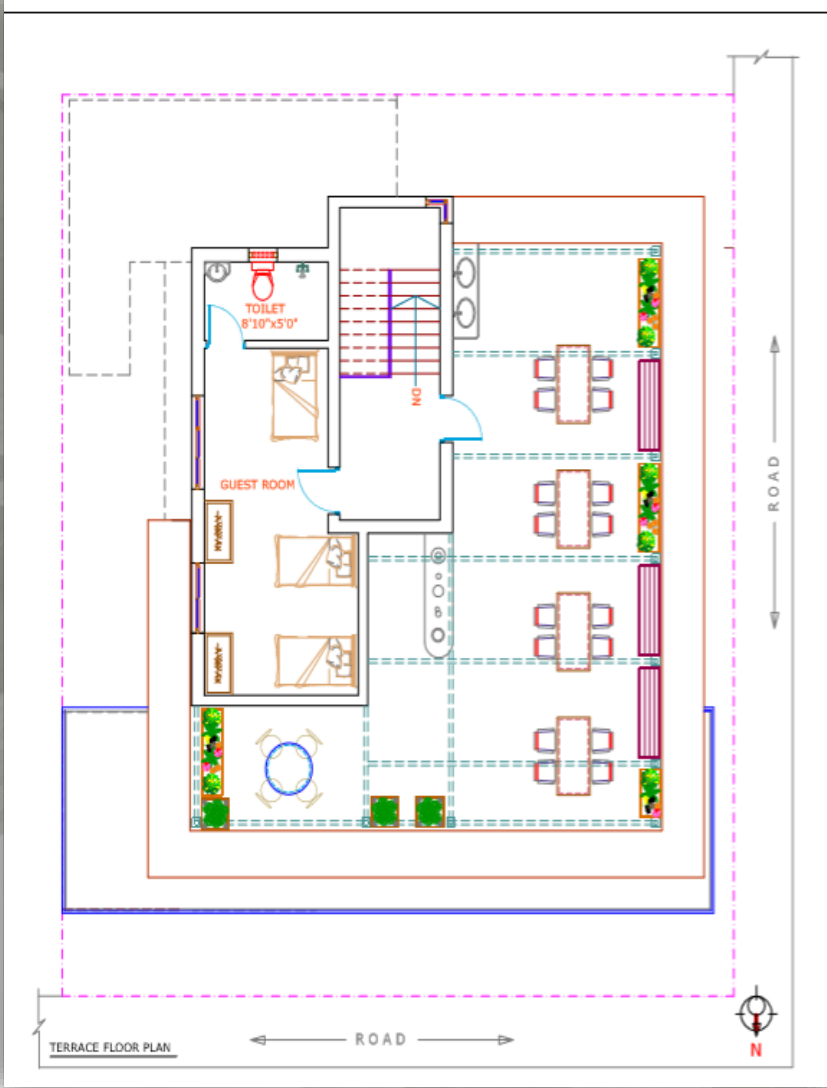 TOILET
8'10"x5'0"
DN
GUEST ROOM
ROAD
B
ROAD
TERRACE FLOOR PLAN
N